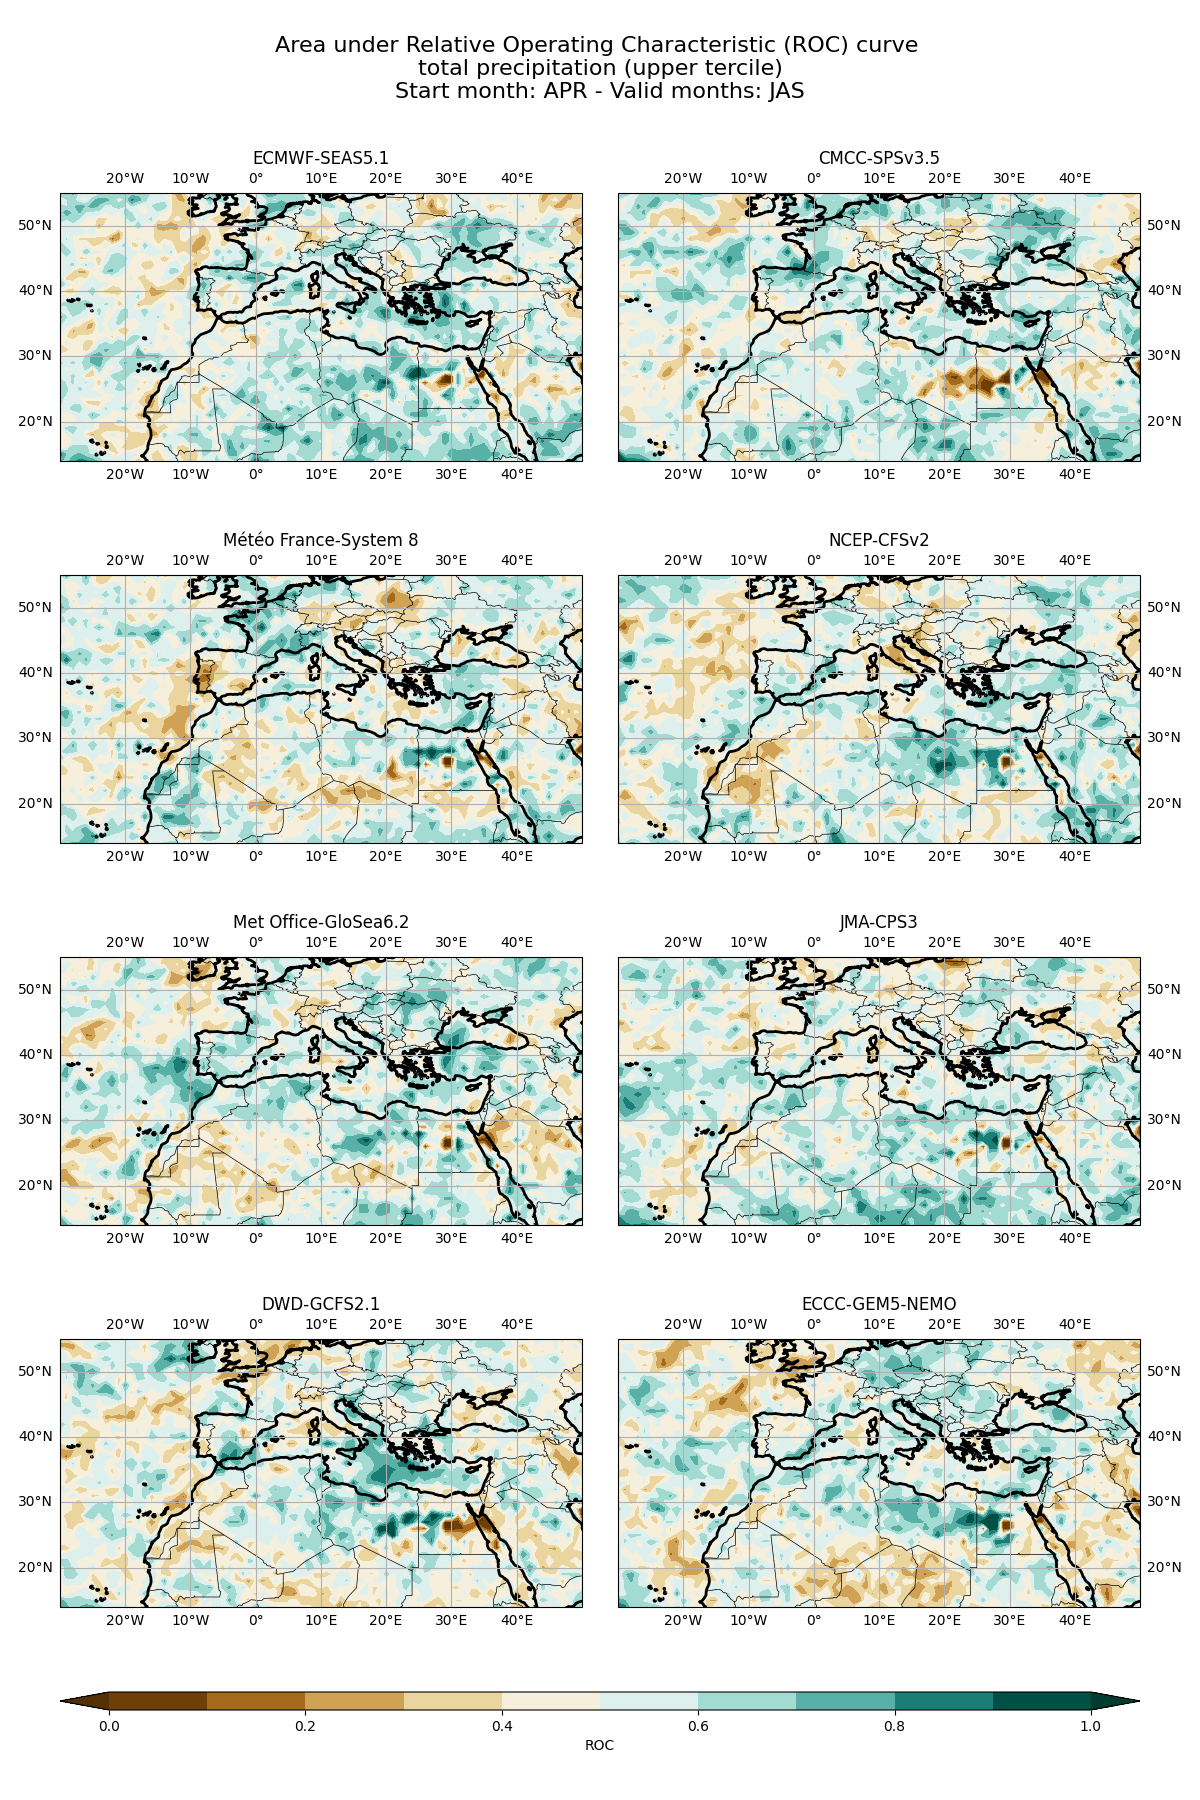 Area under Relative Operating Characteristic (ROC) curve
total precipitation (upper tercile)
Start month: APR - Valid months: JAS
ECMWF-SEAS5.1
20°W 10°W 0° 10°E 20°E 30°E 40°E
50°N
40°N
30°N
20°N
20°W 10°W 0° 10°E 20°E 30°E 40°E
CMCC-SPSv3.5
20°W 10°W 0° 10°E 20°E 30°E 40°E
50°N
40°N
30°N
20°N
20°W 10°W 0° 10°E 20°E 30°E 40°E
Météo France-System 8
20°W 10°W 0° 10°E 20°E 30°E 40°E
50°N
40°N
30°N
20°N
20°W 10°W 0° 10°E 20°E 30°E 40°E
NCEP-CFSv2
20°W 10°W 0° 10°E 20°E 30°E 40°E
50°N
40°N
30°N
20°N
20°W 10°W 0° 10°E 20°E 30°E 40°E
Met Office-GloSea6.2
20°W 10°W 0° 10°E 20°E 30°E 40°E
50°N
40°N
30°N
20°N
20°W 10°W 0° 10°E 20°E 30°E 40°E
JMA-CPS3
20°W 10°W 0° 10°E 20°E 30°E 40°E
50°N
40°N
30°N
20°N
20°W 10°W 0° 10°E 20°E 30°E 40°E
DWD-GCFS2.1
20°W 10°W 0° 10°E 20°E 30°E 40°E
50°N
40°N
30°N
20°N
20°W 10°W 0° 10°E 20°E 30°E 40°E
ECCC-GEM5-NEMO
20°W 10°W 0° 10°E 20°E 30°E 40°E
50°N
40°N
30°N
20°N
20°W 10°W 0° 10°E 20°E 30°E 40°E
0.0 0.2 0.4 0.6 0.8 1.0
ROC